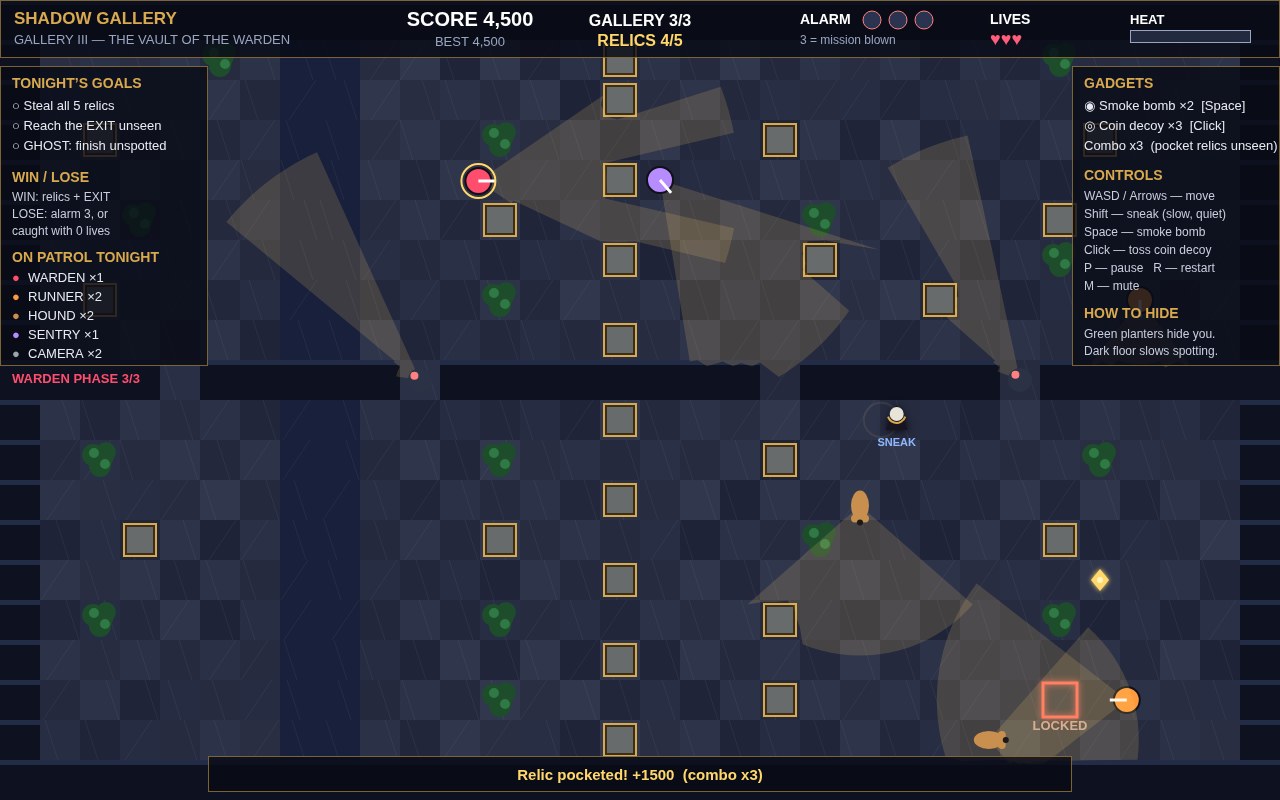 SHADOW GALLERY
GALLERY III — THE VAULT OF THE WARDEN
SCORE 4,500
BEST 4,500
GALLERY 3/3
RELICS 4/5
ALARM
3 = mission blown
LIVES
♥♥♥
HEAT
TONIGHT'S GOALS
○ Steal all 5 relics
○ Reach the EXIT unseen
○ GHOST: finish unspotted
WIN / LOSE
WIN: relics + EXIT
LOSE: alarm 3, or
caught with 0 lives
ON PATROL TONIGHT
● WARDEN ×1
● RUNNER ×2
● HOUND ×2
● SENTRY ×1
● CAMERA ×2
WARDEN PHASE 3/3
GADGETS
◉ Smoke bomb ×2 [Space]
◎ Coin decoy ×3 [Click]
Combo x3 (pocket relics unseen)
CONTROLS
WASD / Arrows — move
Shift — sneak (slow, quiet)
Space — smoke bomb
Click — toss coin decoy
P — pause R — restart
M — mute
HOW TO HIDE
Green planters hide you.
Dark floor slows spotting.
SNEAK
LOCKED
Relic pocketed! +1500 (combo x3)